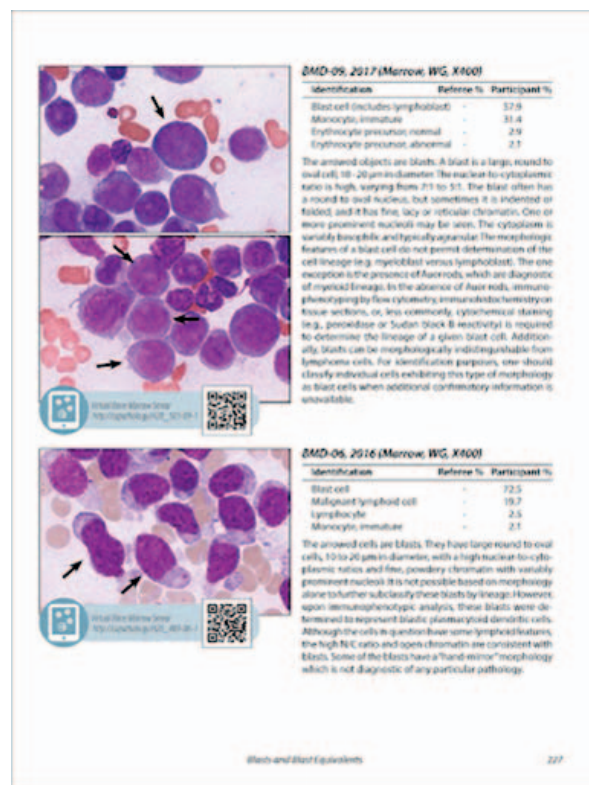 BMD-09, 2017 (Marrow, WG, X400)
Identification Referee % Participant %
Blast cell (includes lymphoblast) - 57.9
Monocyte, immature - 31.4
Erythrocyte precursor, normal - 2.9
Erythrocyte precursor, abnormal - 2.1
The arrowed objects are blasts. A blast is a large, round to
oval cell, 10–20 μm in diameter. The nuclear-to-cytoplasmic
ratio is high, varying from 7:1 to 5:1. The blast often has
a round to oval nucleus, but sometimes it is indented or
folded, and it has fine, lacy or reticular chromatin. One or
more prominent nucleoli may be seen. The cytoplasm is
variably basophilic and typically agranular. The morphologic
features of a blast cell do not permit determination of the
cell lineage (e.g. myeloblast versus lymphoblast). The one
exception is the presence of Auer rods, which are diagnostic
of myeloid lineage. In the absence of Auer rods, immuno-
phenotyping by flow cytometry, immunohistochemistry on
tissue sections, or, less commonly, cytochemical staining
(e.g., peroxidase or Sudan black B reactivity) is required
to determine the lineage of a given blast cell. Addition-
ally, blasts can be morphologically indistinguishable from
lymphoma cells. For identification purposes, one should
classify individual cells exhibiting this type of morphology
as blast cells when additional confirmatory information is
unavailable.
BMD-06, 2016 (Marrow, WG, X400)
Identification Referee % Participant %
Blast cell - 72.5
Malignant lymphoid cell - 19.7
Lymphocyte - 2.5
Monocyte, immature - 2.1
The arrowed cells are blasts. They have large round to oval
cells, 10 to 20 μm in diameter, with a high nuclear-to-cyto-
plasmic ratios and fine, powdery chromatin with variably
prominent nucleoli. It is not possible based on morphology
alone to further subclassify these blasts by lineage. However,
upon immunophenotypic analysis, these blasts were de-
termined to represent blastic plasmacytoid dendritic cells.
Although the cells in question have some lymphoid features,
the high N:C ratio and open chromatin are consistent with
blasts. Some of the blasts have a "hand-mirror" morphology
which is not diagnostic of any particular pathology.
Blasts and Blast Equivalents 227